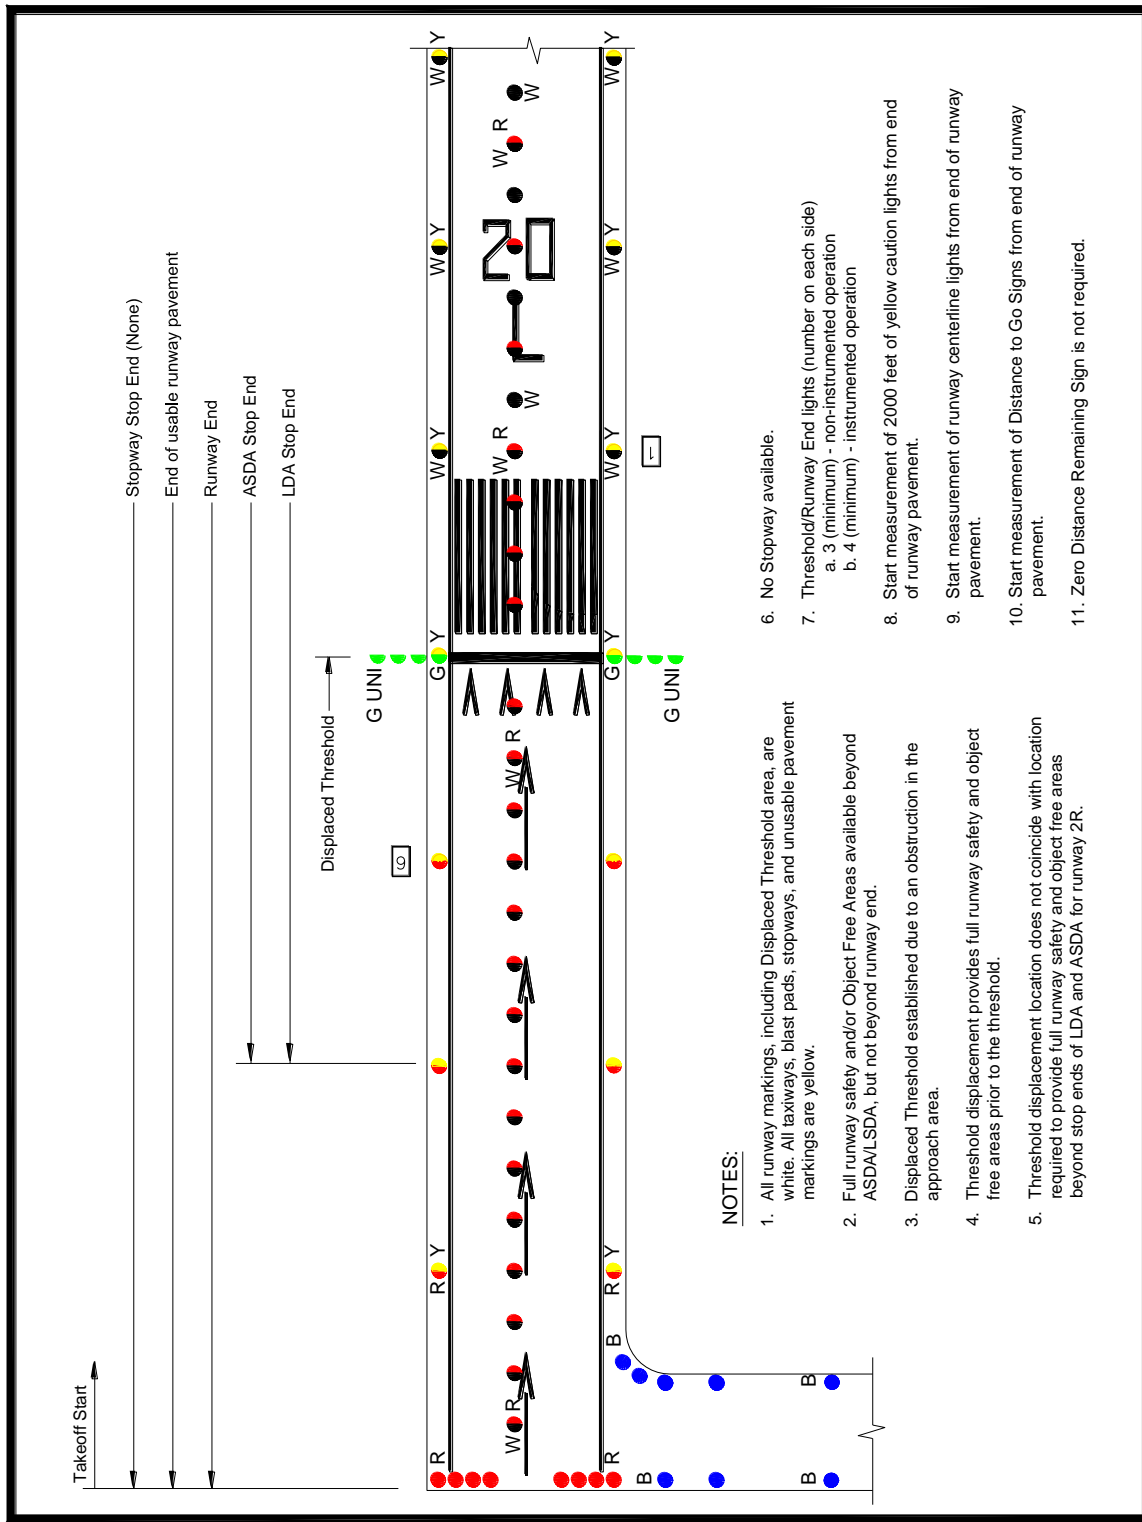 Takeoff Start
Stopway Stop End (None)
End of usable runway pavement
Runway End
ASDA Stop End
LDA Stop End
Displaced Threshold
G UNI
9
R R Y G Y W Y W Y W Y
W R W R W R W W R W
L
20
R R Y G Y W Y W Y W Y
B B
G UNI
1
B B
NOTES:
1. All runway markings, including Displaced Threshold area, are
white. All taxiways, blast pads, stopways, and unusable pavement
markings are yellow.
2. Full runway safety and/or Object Free Areas available beyond
ASDA/LSDA, but not beyond runway end.
3. Displaced Threshold established due to an obstruction in the
approach area.
4. Threshold displacement provides full runway safety and object
free areas prior to the threshold.
5. Threshold displacement location does not coincide with location
required to provide full runway safety and object free areas
beyond stop ends of LDA and ASDA for runway 2R.
6. No Stopway available.
7. Threshold/Runway End lights (number on each side)
a. 3 (minimum) - non-instrumented operation
b. 4 (minimum) - instrumented operation
8. Start measurement of 2000 feet of yellow caution lights from end
of runway pavement.
9. Start measurement of runway centerline lights from end of runway
pavement.
10. Start measurement of Distance to Go Signs from end of runway
pavement.
11. Zero Distance Remaining Sign is not required.